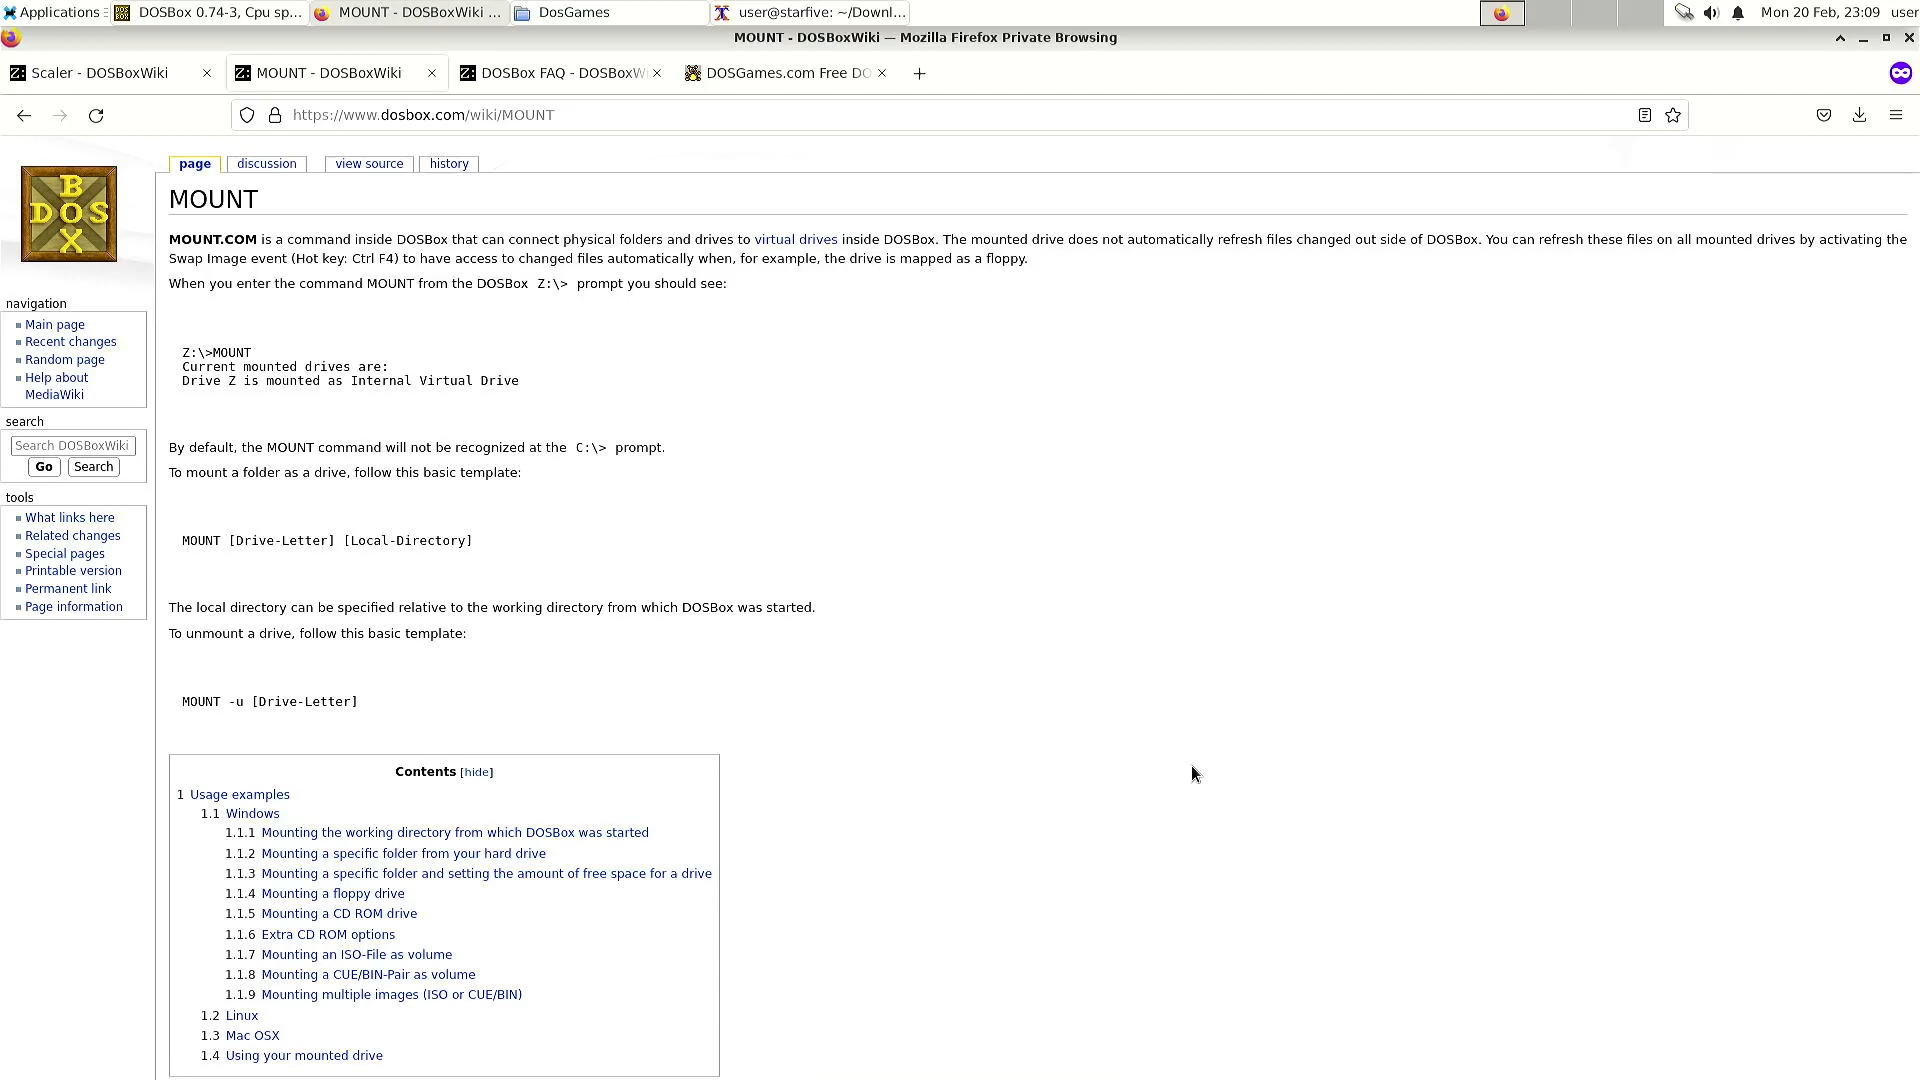 Applications
DOSBox 0.74-3, Cpu sp...
MOUNT - DOSBoxWiki ...
DosGames
user@starfive: ~/Downl...
Mon 20 Feb, 23:09
user
MOUNT - DOSBoxWiki — Mozilla Firefox Private Browsing
Scaler - DOSBoxWiki
MOUNT - DOSBoxWiki
DOSBox FAQ - DOSBoxW
DOSGames.com Free DO
https://www.dosbox.com/wiki/MOUNT
page
discussion
view source
history
DOS
BOX
MOUNT
MOUNT.COM is a command inside DOSBox that can connect physical folders and drives to virtual drives inside DOSBox. The mounted drive does not automatically refresh files changed out side of DOSBox. You can refresh these files on all mounted drives by activating the
Swap Image event (Hot key: Ctrl F4) to have access to changed files automatically when, for example, the drive is mapped as a floppy.
When you enter the command MOUNT from the DOSBox Z:\> prompt you should see:
Z:\>MOUNT
Current mounted drives are:
Drive Z is mounted as Internal Virtual Drive
By default, the MOUNT command will not be recognized at the C:\> prompt.
To mount a folder as a drive, follow this basic template:
MOUNT [Drive-Letter] [Local-Directory]
The local directory can be specified relative to the working directory from which DOSBox was started.
To unmount a drive, follow this basic template:
MOUNT -u [Drive-Letter]
Contents [hide]
1 Usage examples
1.1 Windows
1.1.1 Mounting the working directory from which DOSBox was started
1.1.2 Mounting a specific folder from your hard drive
1.1.3 Mounting a specific folder and setting the amount of free space for a drive
1.1.4 Mounting a floppy drive
1.1.5 Mounting a CD ROM drive
1.1.6 Extra CD ROM options
1.1.7 Mounting an ISO-File as volume
1.1.8 Mounting a CUE/BIN-Pair as volume
1.1.9 Mounting multiple images (ISO or CUE/BIN)
1.2 Linux
1.3 Mac OSX
1.4 Using your mounted drive
navigation
Main page
Recent changes
Random page
Help about
MediaWiki
search
Search DOSBoxWiki
Go
Search
tools
What links here
Related changes
Special pages
Printable version
Permanent link
Page information